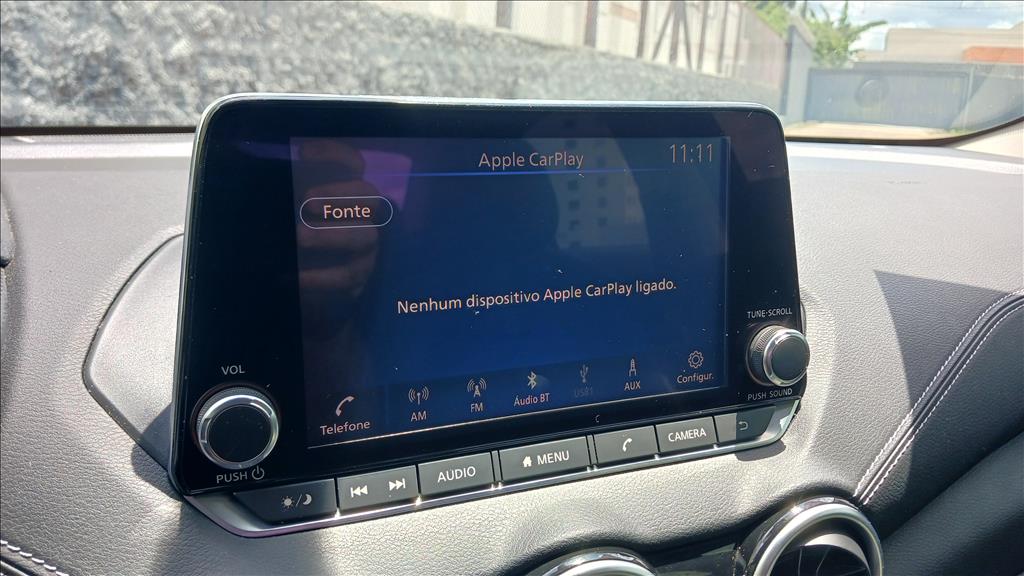 Apple CarPlay
11:11
Fonte
Nenhum dispositivo Apple CarPlay ligado.
Telefone
AM
FM
Áudio BT
USB1
AUX
Configur.
VOL
PUSH
TUNE·SCROLL
PUSH SOUND
AUDIO
MENU
CAMERA